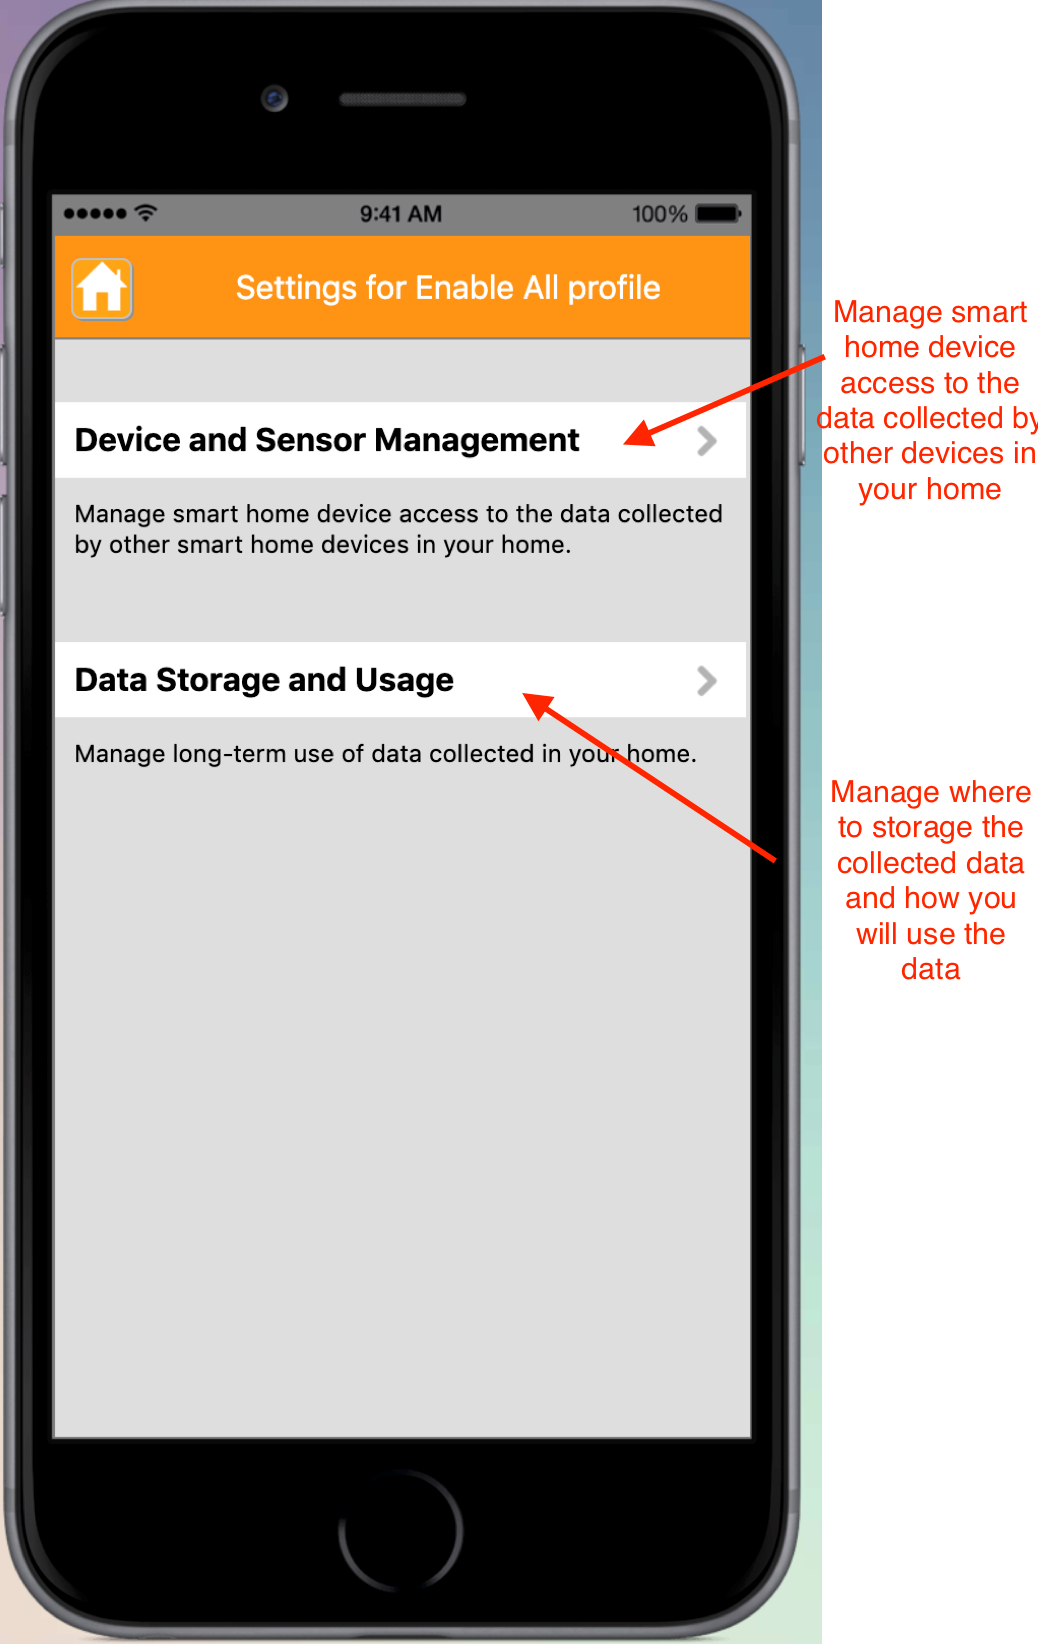 9:41 AM 100%
Settings for Enable All profile
Manage smart
home device
access to the
data collected by
other devices in
your home
Device and Sensor Management
Manage smart home device access to the data collected
by other smart home devices in your home.
Data Storage and Usage
Manage long-term use of data collected in your home.
Manage where
to storage the
collected data
and how you
will use the
data